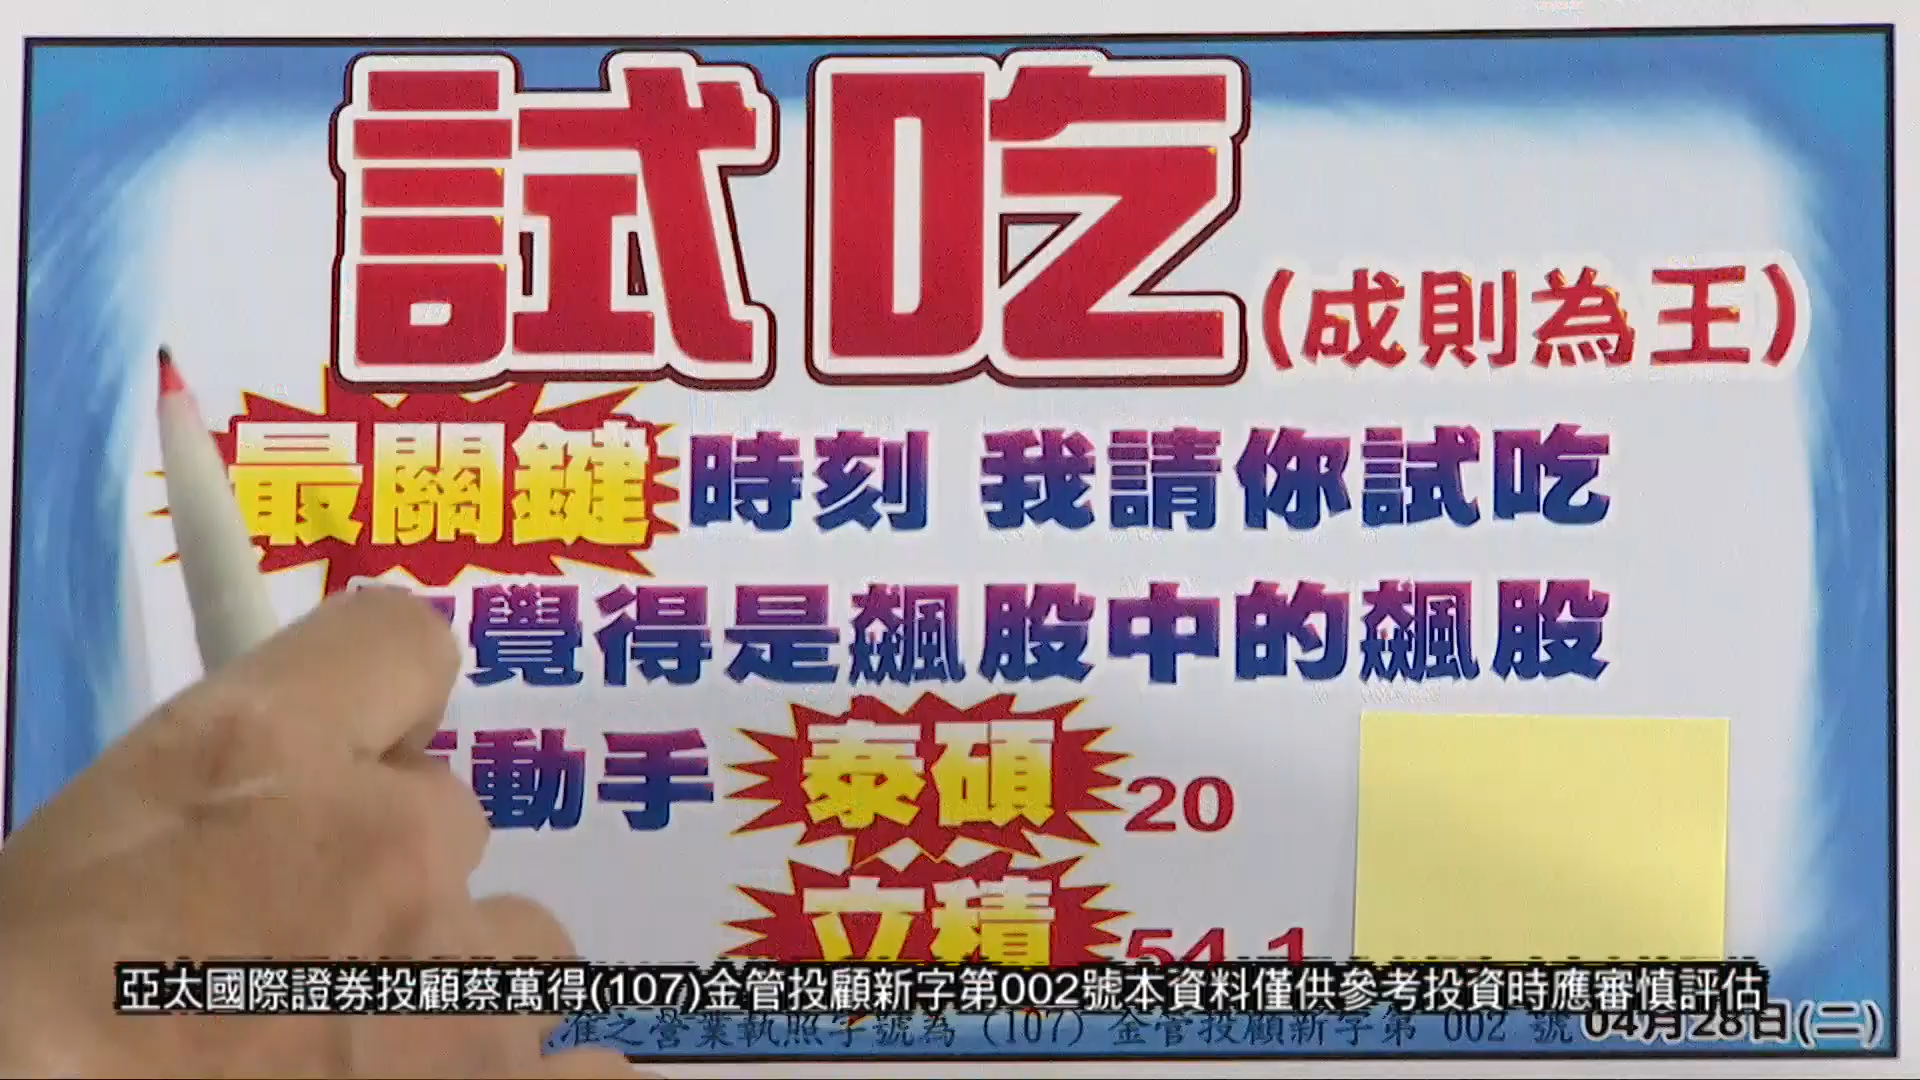 試吃(成則為王)
最關鍵時刻 我請你試吃
覺得是飆股中的飆股
動手 泰碩 20
立積 54.1
亞太國際證券投顧蔡萬得(107)金管投顧新字第002號本資料僅供參考投資時應審慎評估
准之營業執照字號為 (107) 金管投顧新字第 002 號 04月28日(二)